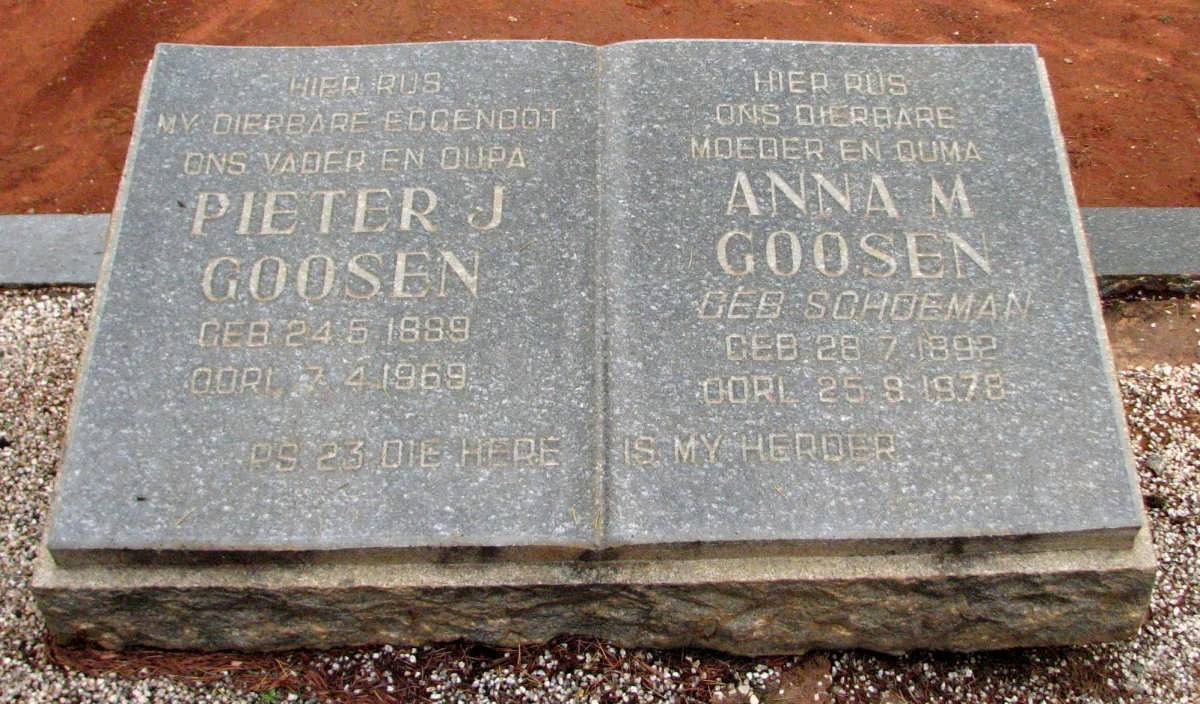 HIER RUS
MY DIERBARE EGGENOOT
ONS VADER EN OUPA
PIETER J
GOOSEN
GEB 24.5.1889
OORL. 7.4.1969
HIER RUS
ONS DIERBARE
MOEDER EN OUMA
ANNA M
GOOSEN
GEB SCHOEMAN
GEB 28.7.1892
OORL 25.8.1978
PS 23 DIE HERE IS MY HERDER